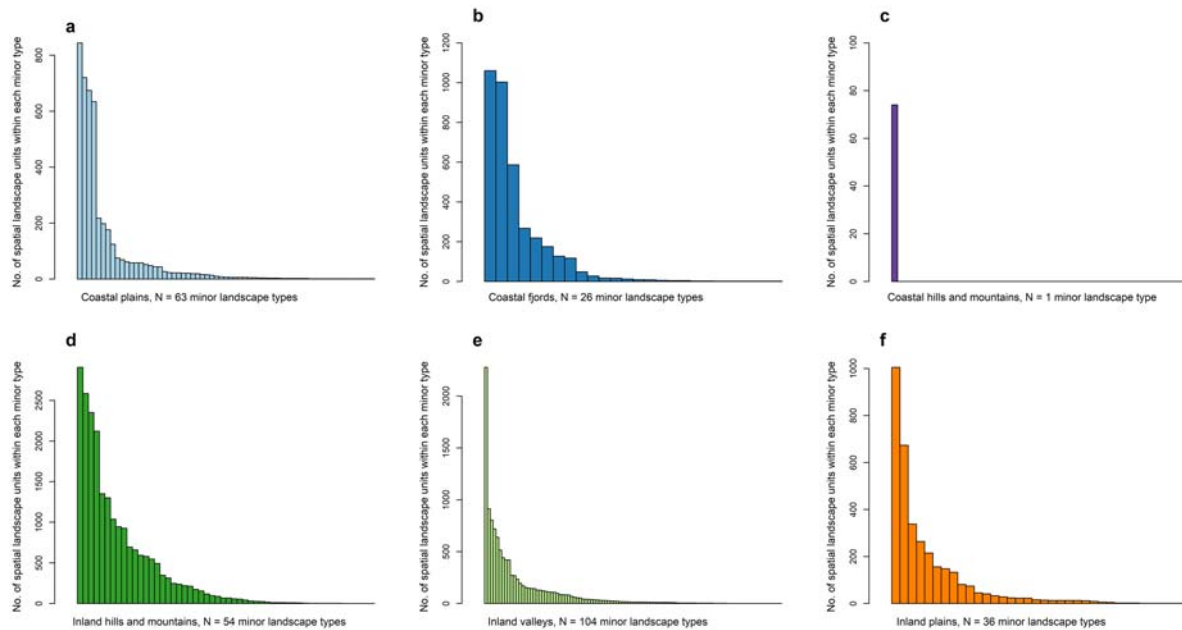 a
No. of spatial landscape units within each minor type
0
200
400
600
800
Coastal plains, N = 63 minor landscape types
b
No. of spatial landscape units within each minor type
0
200
400
600
800
1000
1200
Coastal fjords, N = 26 minor landscape types
c
No. of spatial landscape units within each minor type
0
20
40
60
80
100
Coastal hills and mountains, N = 1 minor landscape type
d
No. of spatial landscape units within each minor type
0
500
1000
1500
2000
2500
Inland hills and mountains, N = 54 minor landscape types
e
No. of spatial landscape units within each minor type
0
500
1000
1500
2000
Inland valleys, N = 104 minor landscape types
f
No. of spatial landscape units within each minor type
0
200
400
600
800
1000
Inland plains, N = 36 minor landscape types